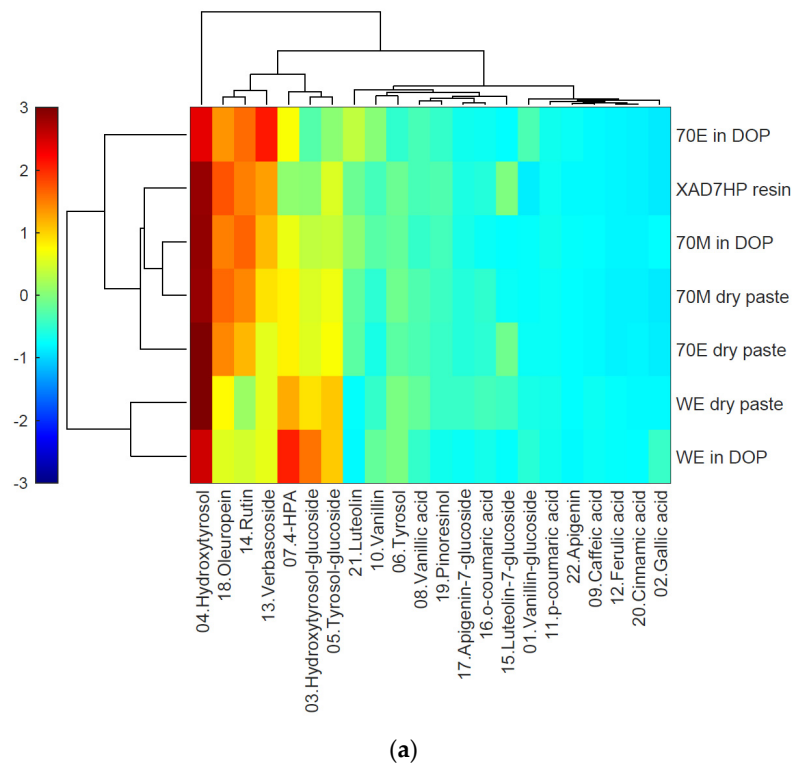 3
2
1
0
-1
-2
-3
70E in DOP
XAD7HP resin
70M in DOP
70M dry paste
70E dry paste
WE dry paste
WE in DOP
04.Hydroxytyrosol
18.Oleuropein
14.Rutin
13.Verbascoside
07.4-HPA
03.Hydroxytyrosol-glucoside
05.Tyrosol-glucoside
21.Luteolin
10.Vanillin
06.Tyrosol
08.Vanillic acid
19.Pinoresinol
17.Apigenin-7-glucoside
16.o-coumaric acid
15.Luteolin-7-glucoside
01.Vanillin-glucoside
11.p-coumaric acid
22.Apigenin
09.Caffeic acid
12.Ferulic acid
20.Cinnamic acid
02.Gallic acid
(a)